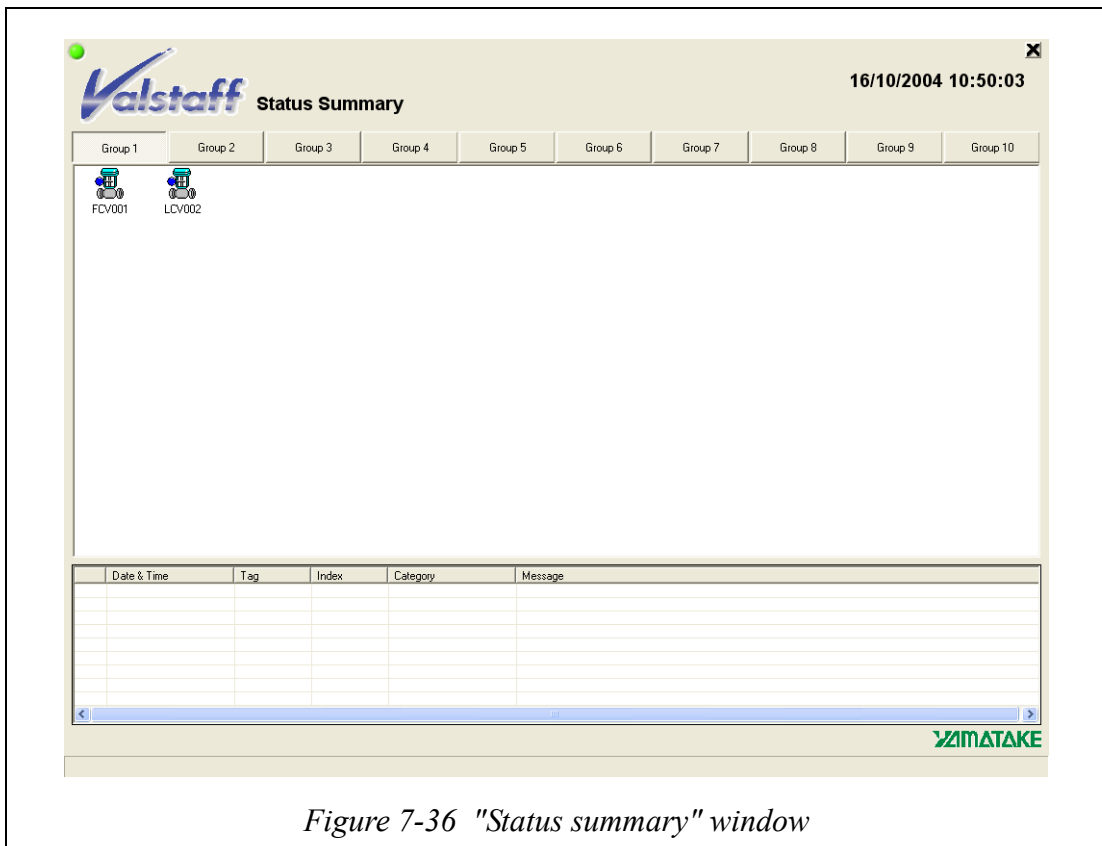 Valstaff Status Summary
16/10/2004 10:50:03
Group 1 Group 2 Group 3 Group 4 Group 5 Group 6 Group 7 Group 8 Group 9 Group 10
FCV001 LCV002
Date & Time Tag Index Category Message
YAMATAKE
Figure 7-36 "Status summary" window